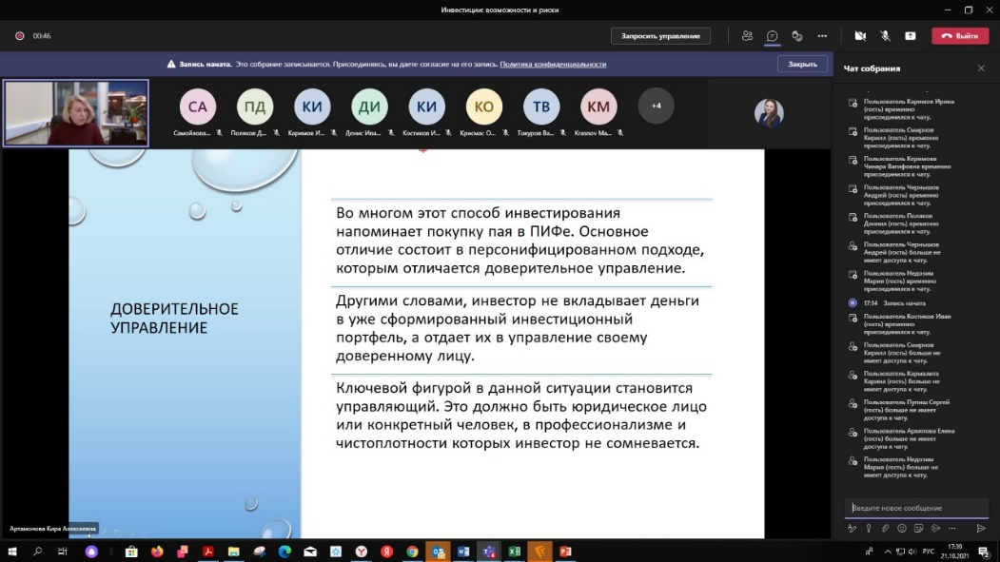 Инвестиции: возможности и риски
00:46
Запросить управление
Выйти
Запись начата. Это собрание записывается. Присоединяясь, вы даете согласие на его запись. Политика конфиденциальности
Закрыть
СА
ПД
КИ
ДИ
КИ
КО
ТВ
КМ
+4
Самойлова...
Поляков Д...
Каримов И...
Денис Ива...
Костиков И...
Крисмас О...
Токуров Ва...
Krasnov Ma...
ДОВЕРИТЕЛЬНОЕ
УПРАВЛЕНИЕ
Во многом этот способ инвестирования
напоминает покупку пая в ПИФе. Основное
отличие состоит в персонифицированном подходе,
которым отличается доверительное управление.
Другими словами, инвестор не вкладывает деньги
в уже сформированный инвестиционный
портфель, а отдает их в управление своему
доверенному лицу.
Ключевой фигурой в данной ситуации становится
управляющий. Это должно быть юридическое лицо
или конкретный человек, в профессионализме и
чистоплотности которых инвестор не сомневается.
Артамонова Кира Алексеевна
Чат собрания
Пользователь Каримов Ирина
(гость) временно
присоединился к чату.
Пользователь Смирнов
Кирилл (гость) временно
присоединился к чату.
Пользователь Керимова
Чинара Вагифовна временно
присоединился к чату.
Пользователь Чернышов
Андрей (гость) временно
присоединился к чату.
Пользователь Поляков
Даниил (гость) временно
присоединился к чату.
Пользователь Чернышов
Андрей (гость) больше не
имеет доступа к чату.
Пользователь Недозим
Мария (гость) временно
присоединился к чату.
17:14 Запись начата
Пользователь Костиков Иван
(гость) временно
присоединился к чату.
Пользователь Смирнов
Кирилл (гость) больше не
имеет доступа к чату.
Пользователь Кармалита
Карина (гость) больше не
имеет доступа к чату.
Пользователь Пупиш Сергей
(гость) больше не имеет
доступа к чату.
Пользователь Архипова Елена
(гость) больше не имеет
доступа к чату.
Пользователь Недозим
Мария (гость) больше не
имеет доступа к чату.
Введите новое сообщение
РУС
17:39
21.10.2021